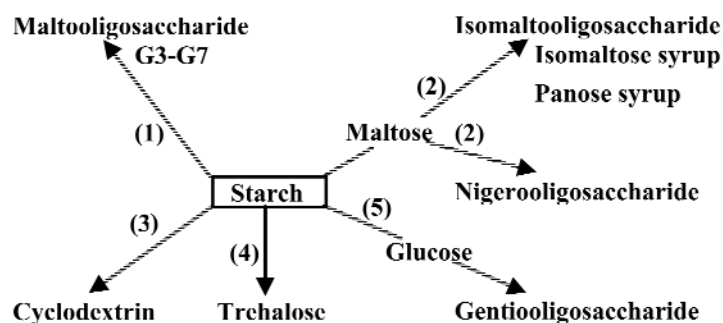 Maltooligosaccharide
G3-G7
Isomaltooligosaccharide
Isomaltose syrup
Panose syrup
(2)
(1)
Maltose
(2)
Nigerooligosaccharide
Starch
(3)
(4)
(5)
Glucose
Cyclodextrin
Trehalose
Gentiooligosaccharide